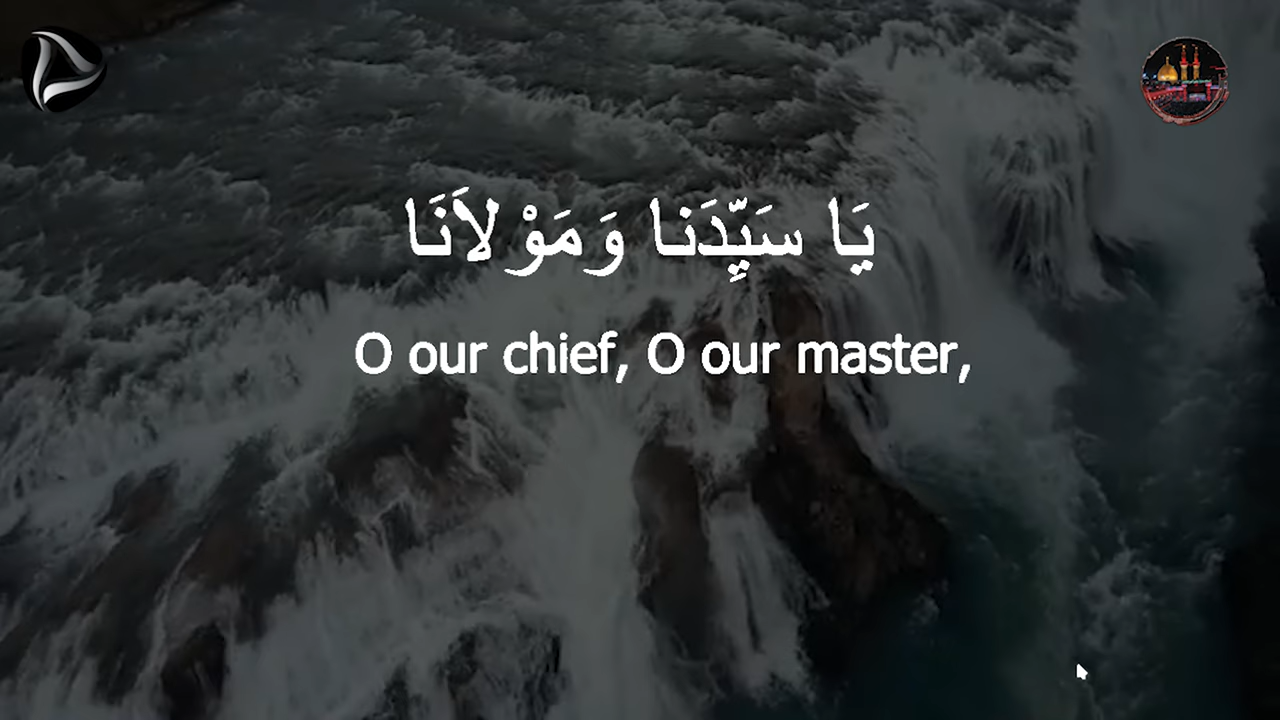 يَا سَيِّدَنا وَمَوْلاَنَا
O our chief, O our master,